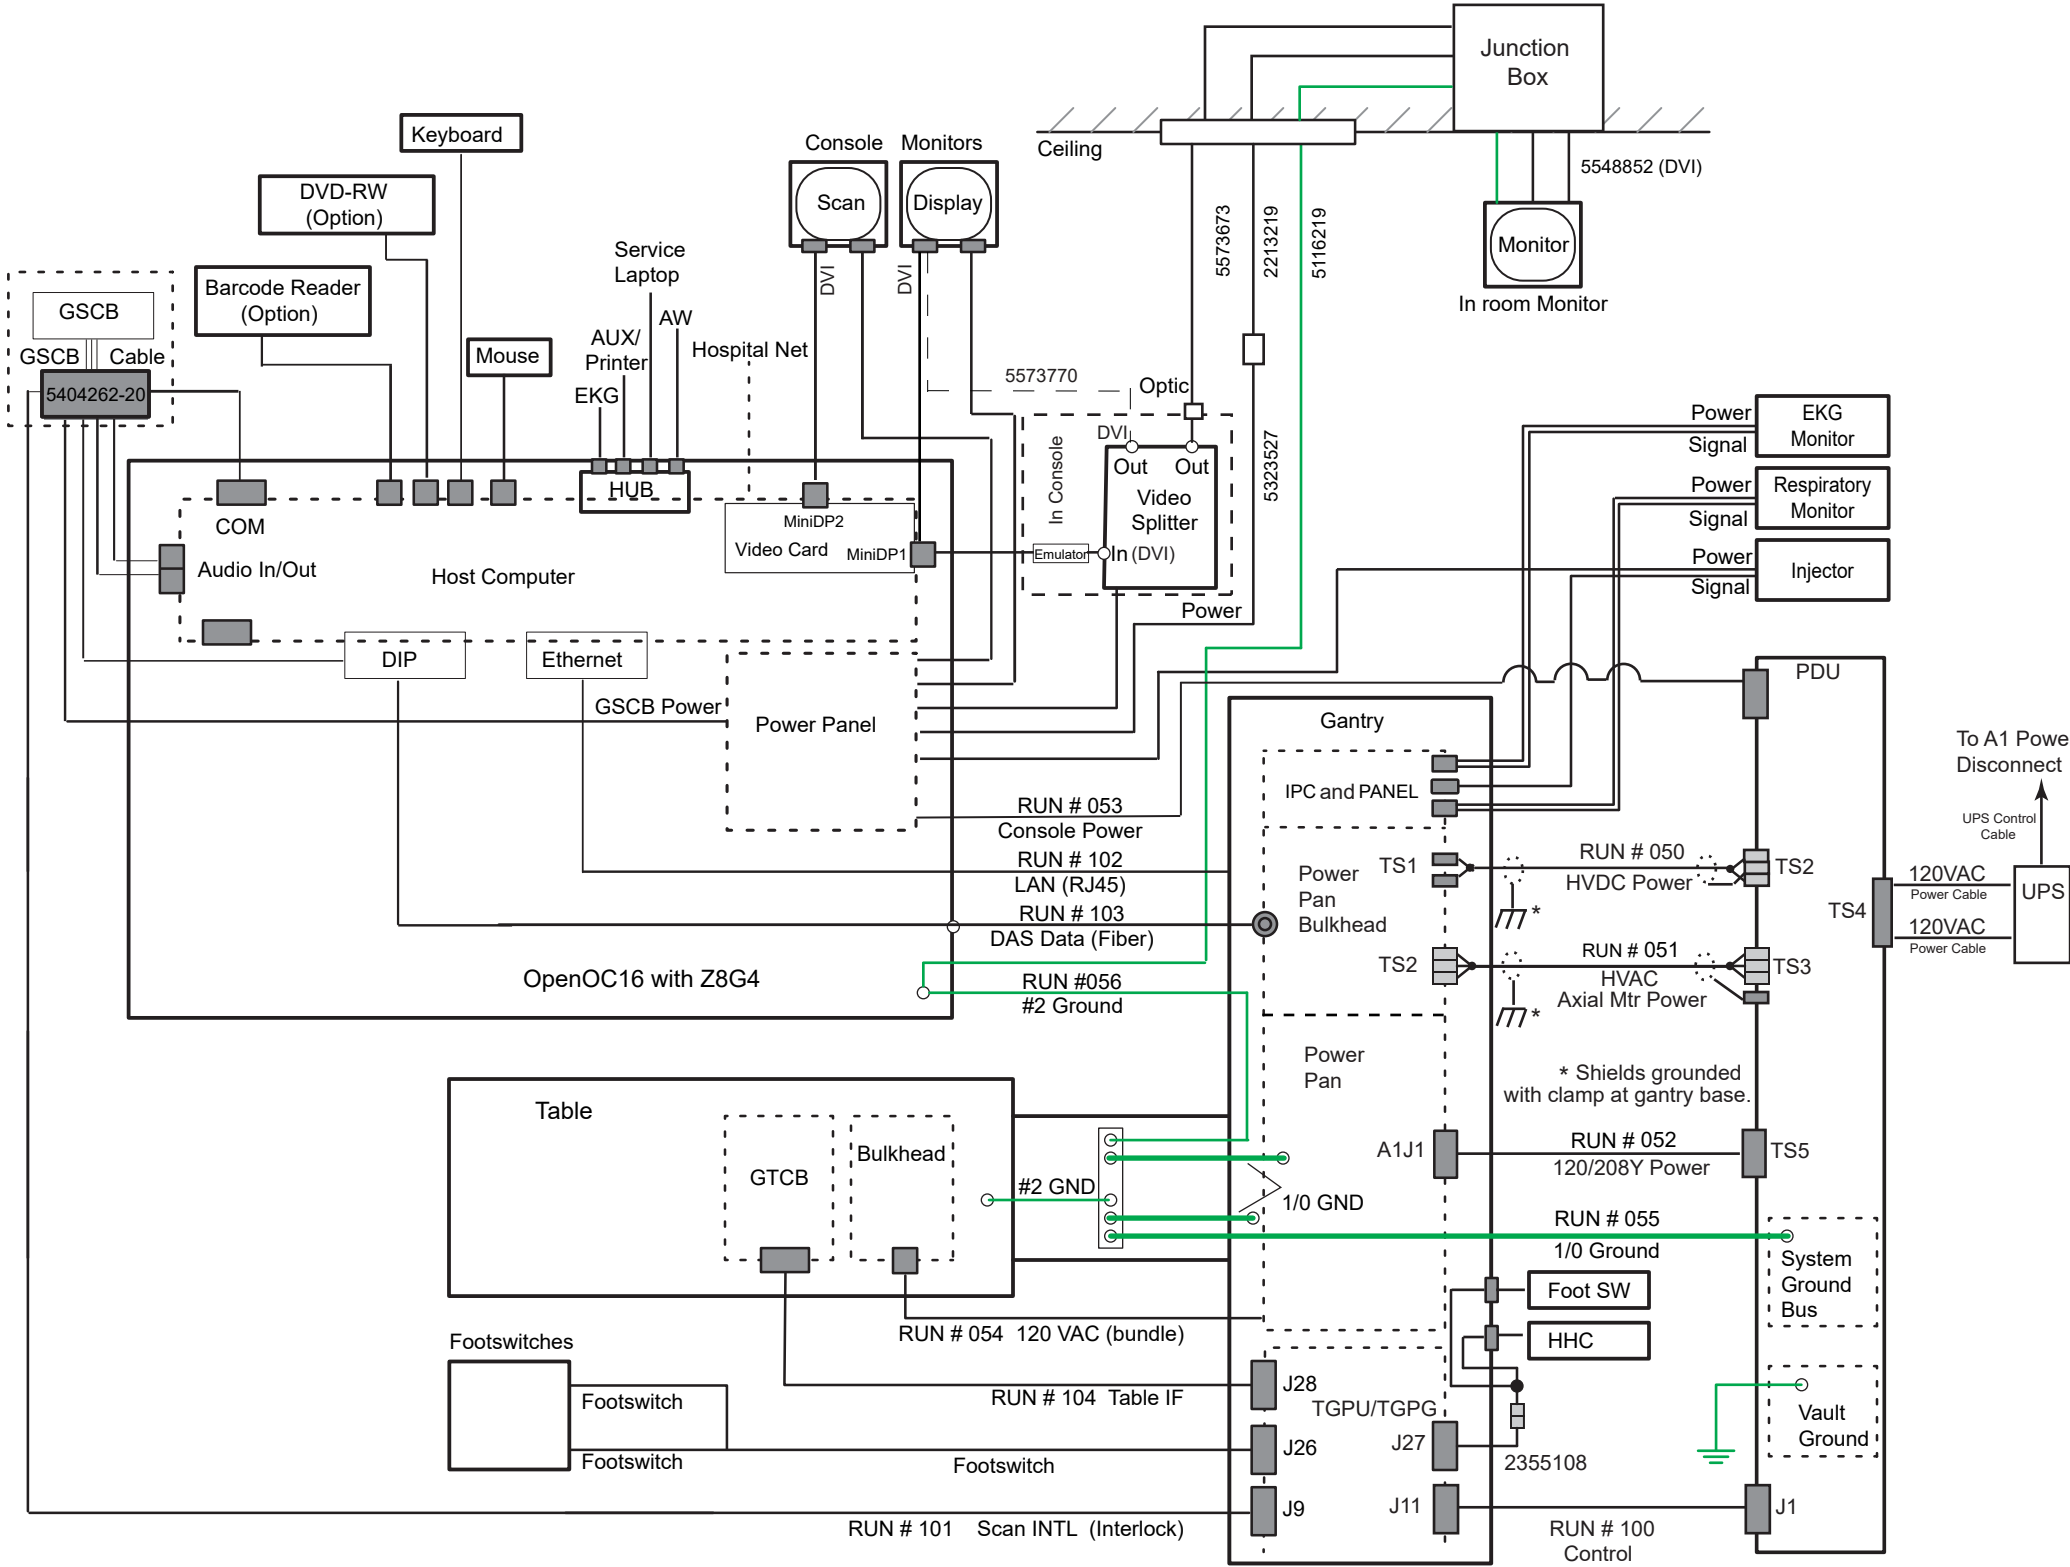 Junction
Box
Ceiling
5548852 (DVI)
5573673
2213219
5116219
Monitor
In room Monitor
Console Monitors
Scan
Display
DVI
DVI
Keyboard
DVD-RW
(Option)
Barcode Reader
(Option)
Mouse
Service
Laptop
AUX/
Printer
AW
EKG
Hospital Net
GSCB
GSCB Cable
5404262-20
5573770
Optic
5323527
In Console
DVI
Out
Out
Video
Splitter
Emulator
In (DVI)
Power
HUB
COM
Audio In/Out
Host Computer
MiniDP2
Video Card
MiniDP1
DIP
Ethernet
GSCB Power
Power Panel
OpenOC16 with Z8G4
RUN # 053
Console Power
RUN # 102
LAN (RJ45)
RUN # 103
DAS Data (Fiber)
RUN #056
#2 Ground
Power
Signal
EKG
Monitor
Power
Signal
Respiratory
Monitor
Power
Signal
Injector
Gantry
IPC and PANEL
Power
Pan
Bulkhead
TS1
TS2
RUN # 050
HVDC Power
*
RUN # 051
HVAC
Axial Mtr Power
*
PDU
TS2
TS3
TS4
TS5
120VAC
Power Cable
120VAC
Power Cable
UPS
To A1 Powe
Disconnect
UPS Control
Cable
* Shields grounded
with clamp at gantry base.
Power
Pan
A1J1
RUN # 052
120/208Y Power
RUN # 055
1/0 Ground
System
Ground
Bus
Vault
Ground
Table
GTCB
Bulkhead
#2 GND
1/0 GND
RUN # 054 120 VAC (bundle)
Foot SW
HHC
Footswitches
Footswitch
Footswitch
Footswitch
RUN # 104 Table IF
J28
TGPU/TGPG
J26
J27
2355108
J9
J11
J1
RUN # 101 Scan INTL (Interlock)
RUN # 100
Control